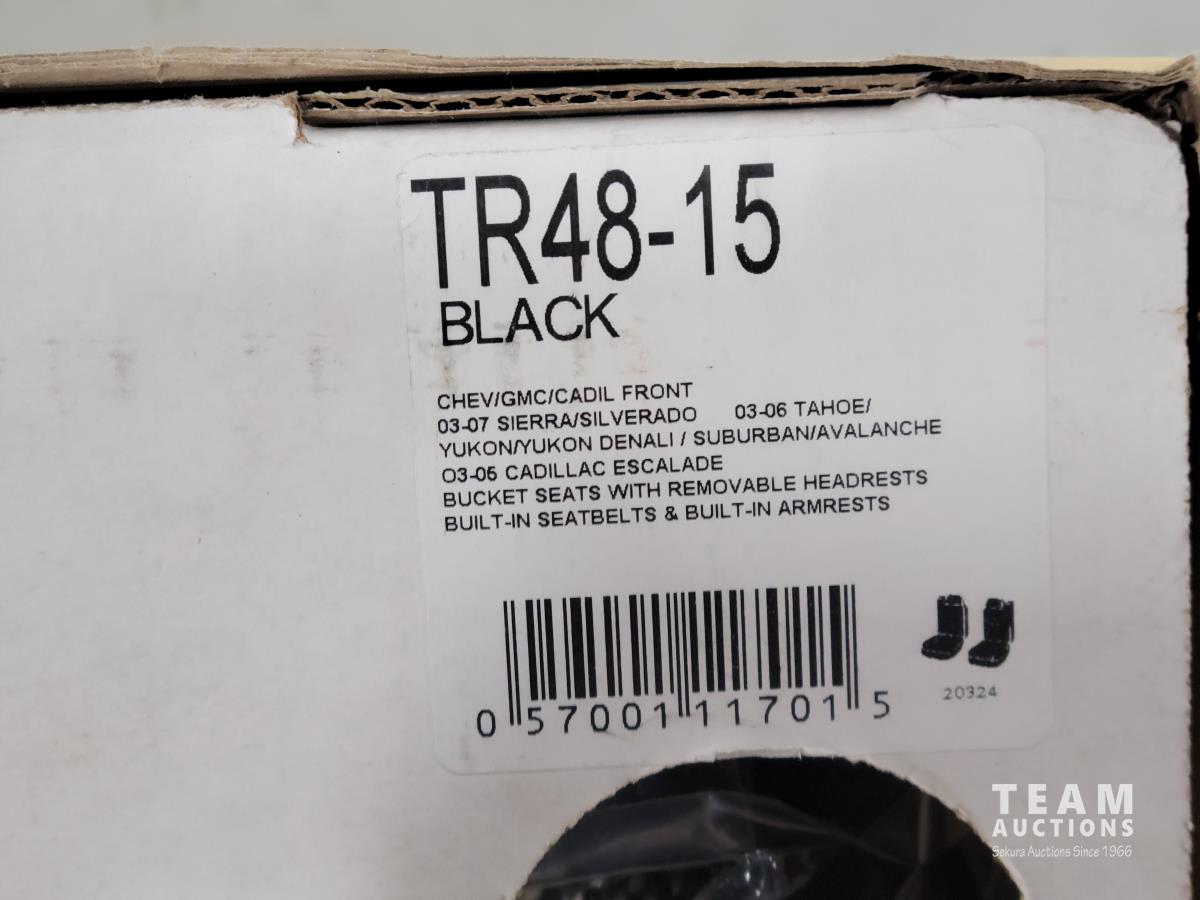 TR48-15
BLACK
CHEV/GMC/CADIL FRONT
03-07 SIERRA/SILVERADO 03-06 TAHOE/
YUKON/YUKON DENALI / SUBURBAN/AVALANCHE
O3-06 CADILLAC ESCALADE
BUCKET SEATS WITH REMOVABLE HEADRESTS
BUILT-IN SEATBELTS & BUILT-IN ARMRESTS
20324
0 57001 11701 5
TEAM
AUCTIONS
Sekura Auctions Since 1966